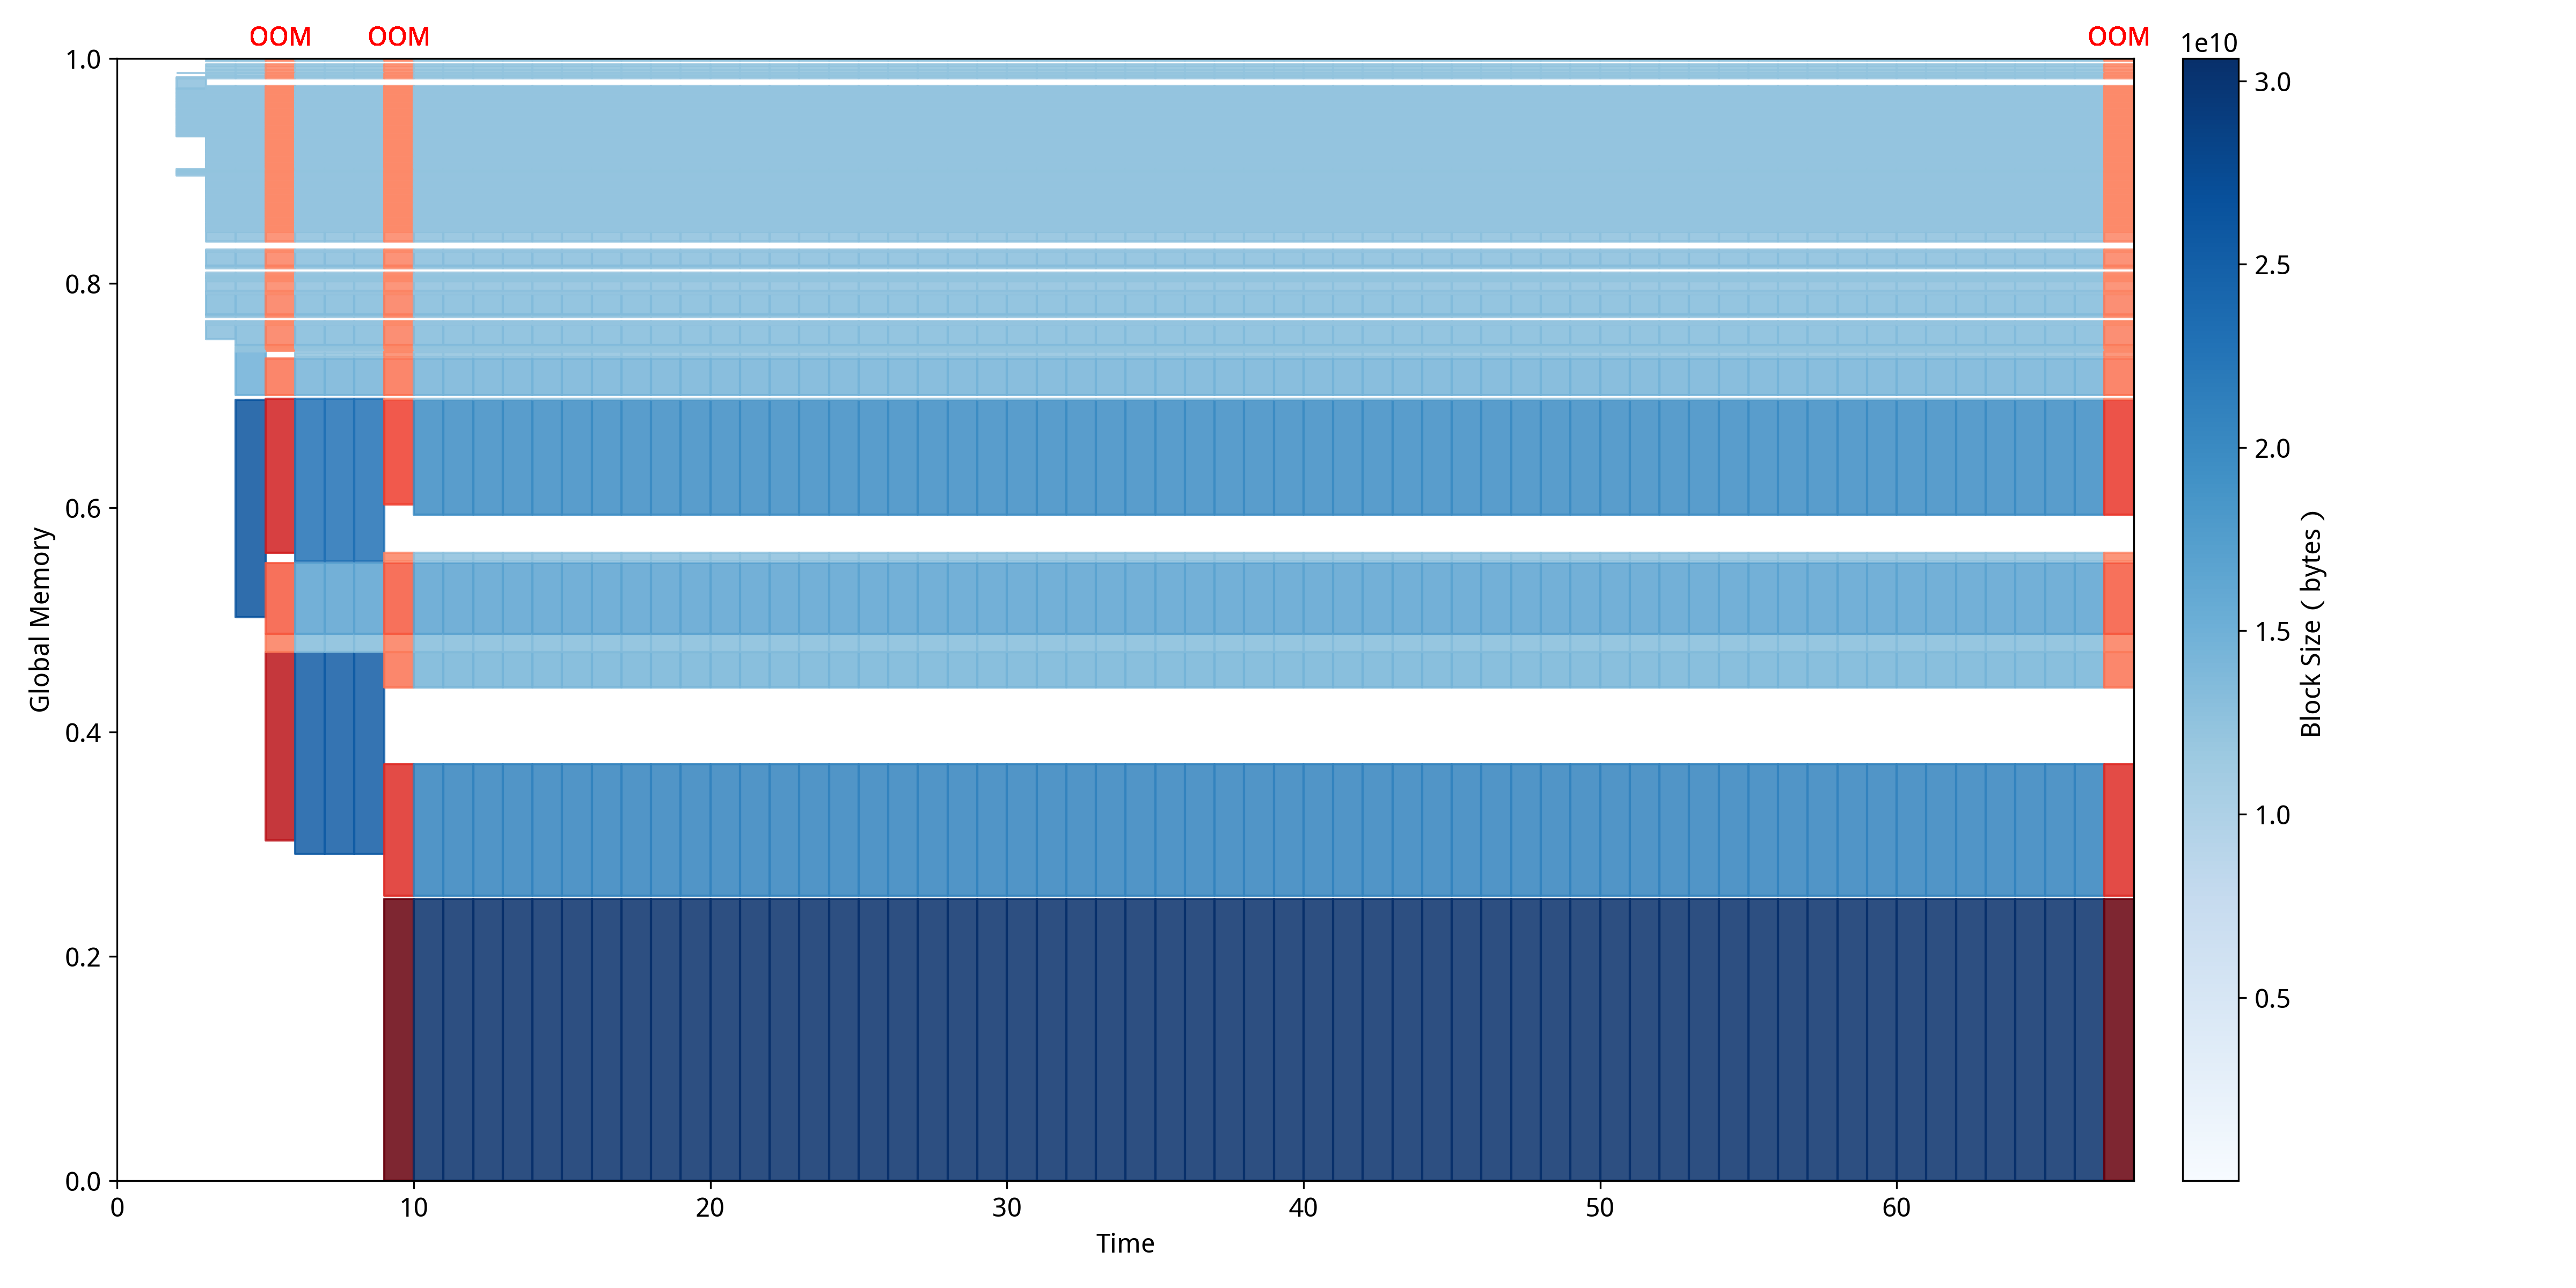 OOM OOM OOM
1e10
1.0
0.8
0.6
0.4
0.2
0.0
Global Memory
0 10 20 30 40 50 60
Time
3.0
2.5
2.0
1.5
1.0
0.5
Block Size ( bytes )